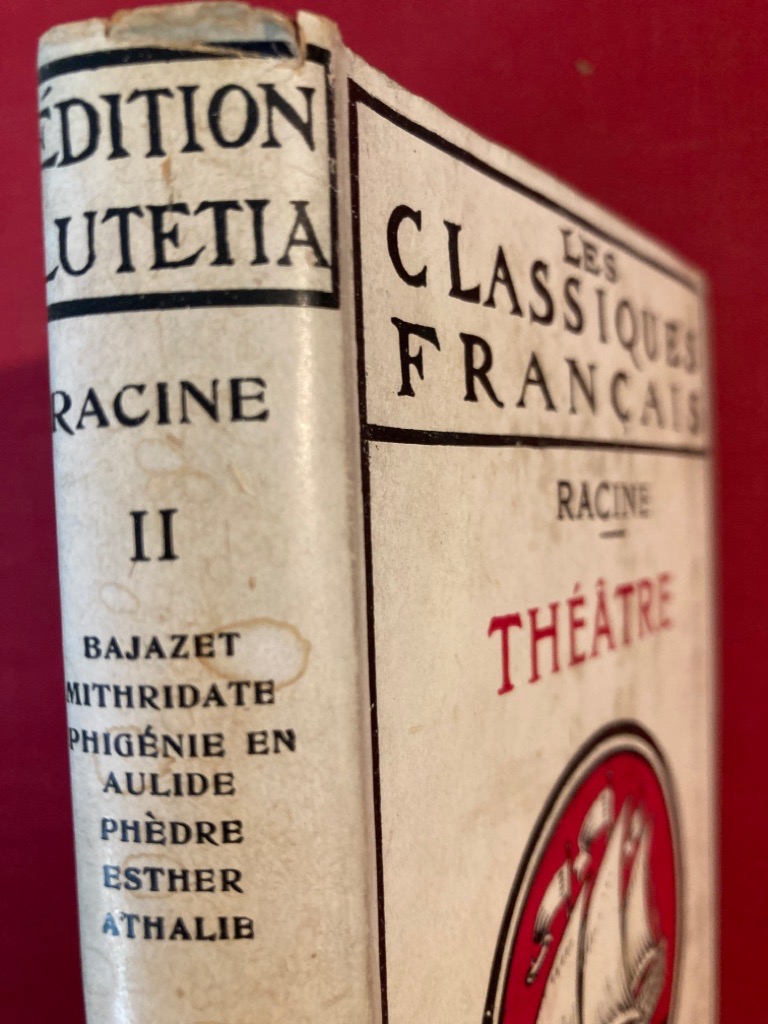 ÉDITION
LUTETIA
RACINE
II
BAJAZET
MITHRIDATE
PHIGÉNIE EN
AULIDE
PHÈDRE
ESTHER
ATHALIE
LES
CLASSIQUES
FRANÇAIS
RACINE
THÉÂTRE